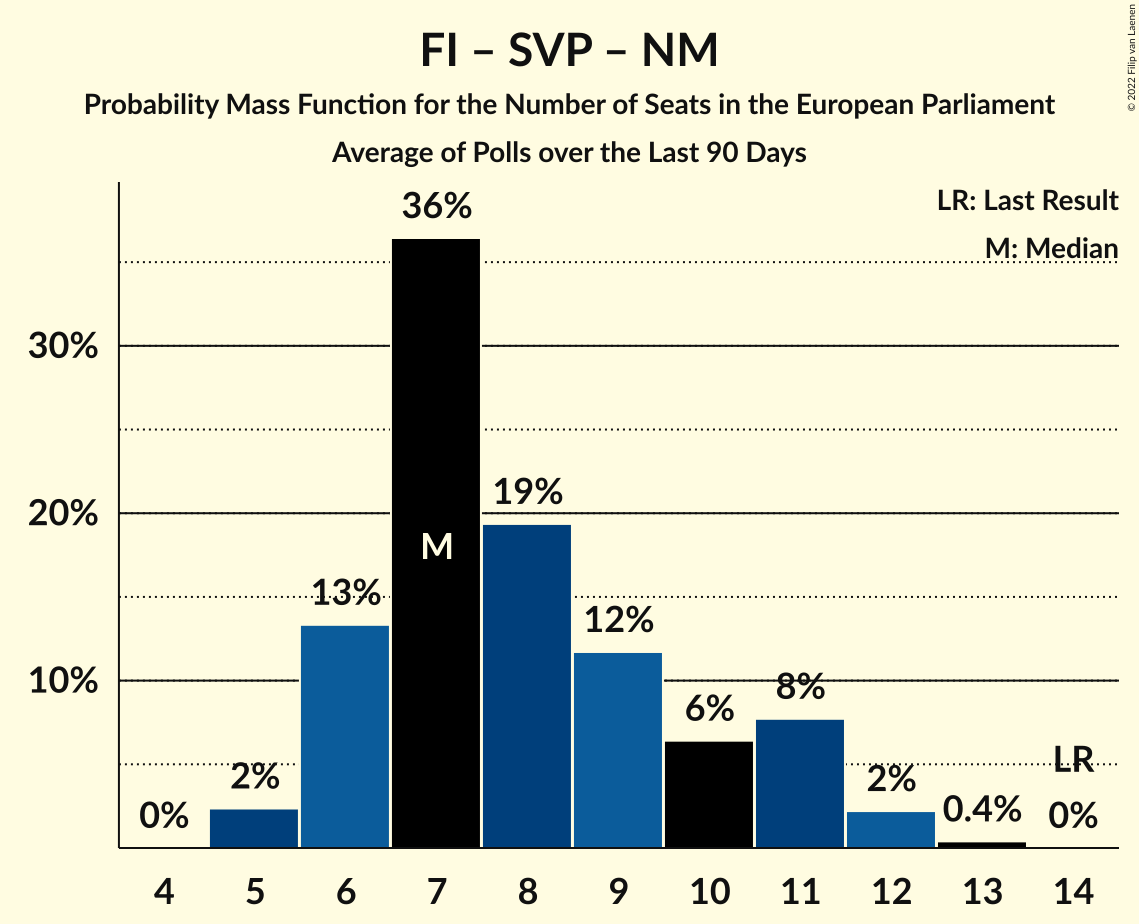 FI – SVP – NM
Probability Mass Function for the Number of Seats in the European Parliament
Average of Polls over the Last 90 Days
© 2022 Filip van Laenen
LR: Last Result
M: Median
36%
30%
19%
20%
M
13%
12%
10%
8%
6%
2%
2%
LR
0%
0.4%
0%
4 5 6 7 8 9 10 11 12 13 14